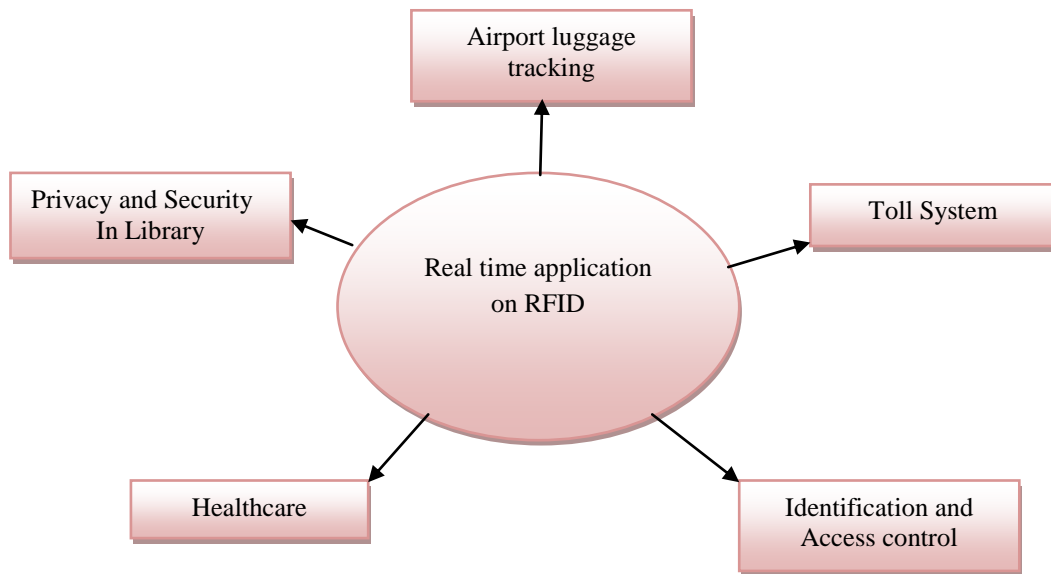 Airport luggage
tracking
Privacy and Security
In Library
Toll System
Real time application
on RFID
Healthcare
Identification and
Access control